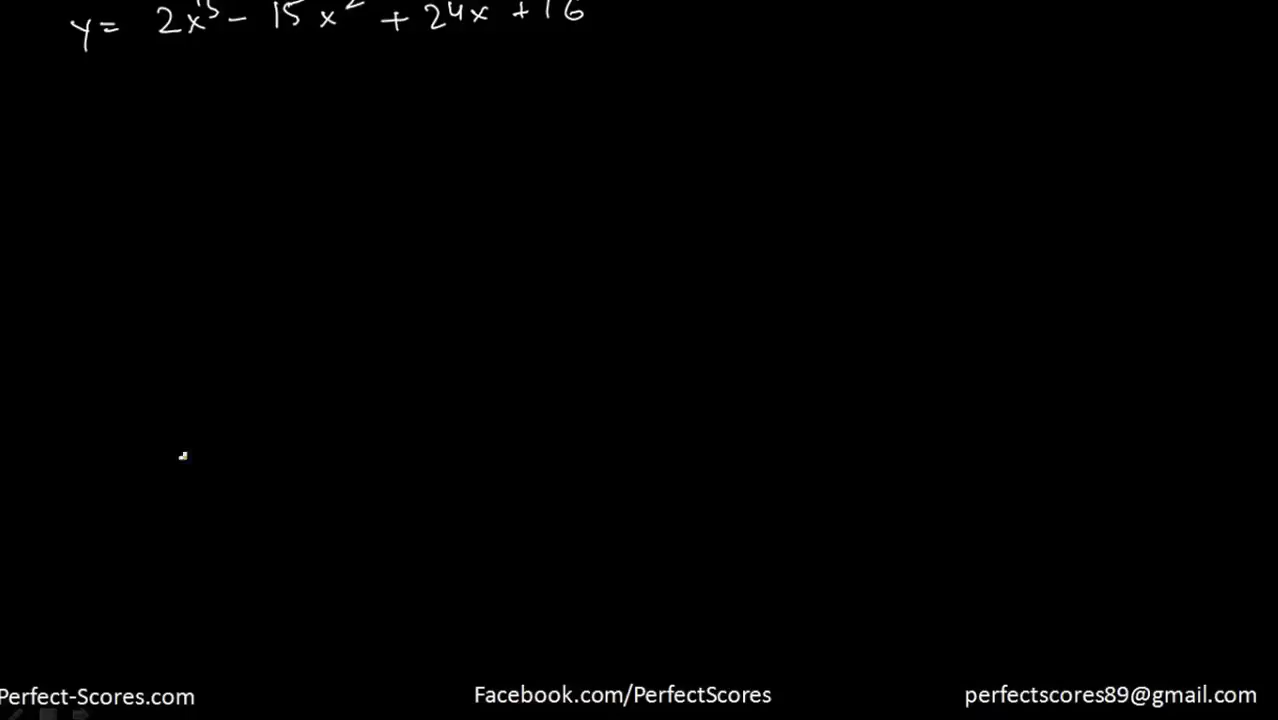 y = 2x³ - 15x² + 24x + 16
Perfect-Scores.com
Facebook.com/PerfectScores
perfectscores89@gmail.com